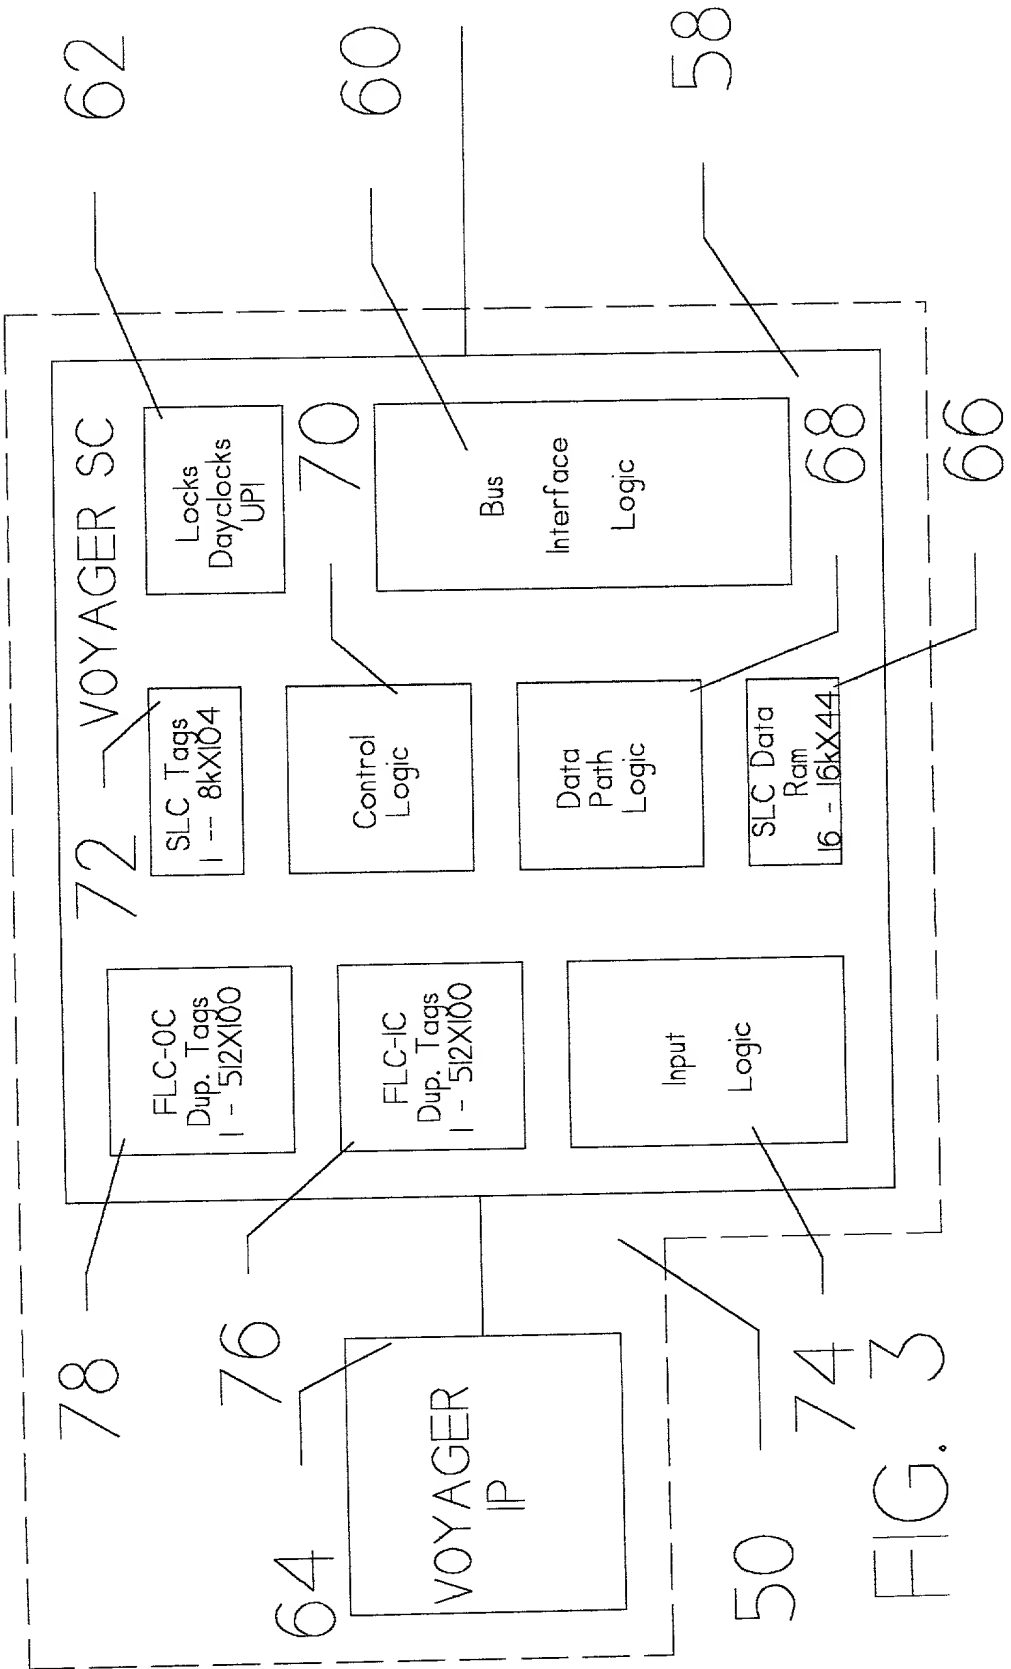 62
60
58
VOYAGER SC
Locks
Dayclocks
UPI
70
Bus
Interface
Logic
68
66
72
SLC Tags
1 -- 8kX104
Control
Logic
Data
Path
Logic
SLC Data
Ram
16 - 16kX44
FLC-OC
Dup. Tags
1 - 512X100
FLC-IC
Dup. Tags
1 - 512X100
Input
Logic
78
76
64
VOYAGER
IP
50
74
FIG. 3